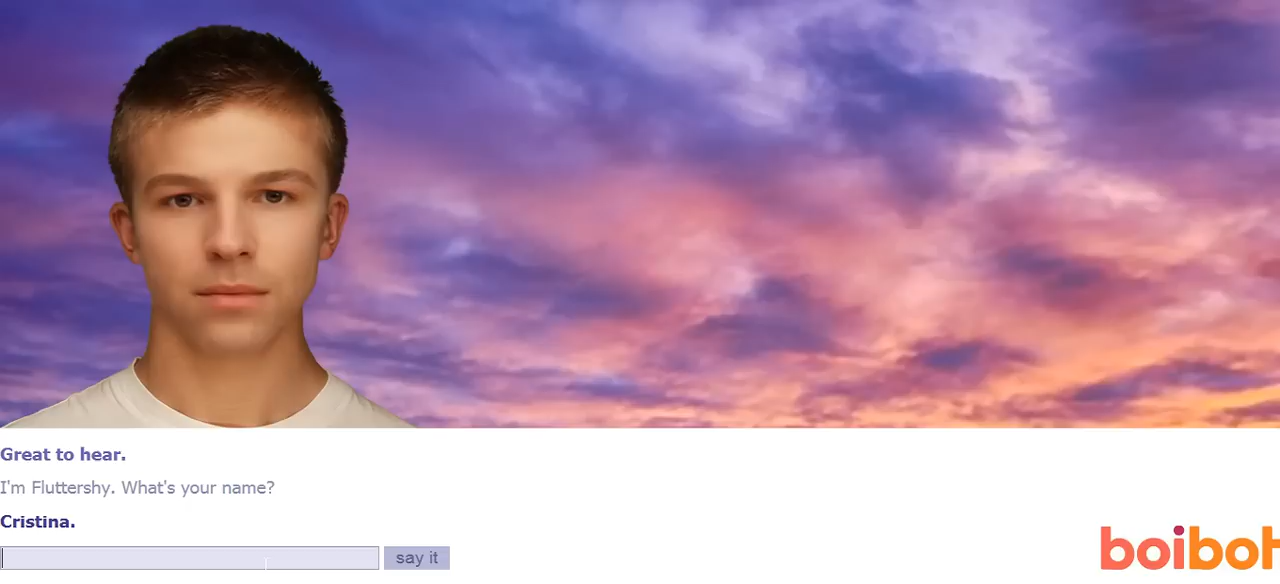 Great to hear.
I'm Fluttershy. What's your name?
Cristina.
say it
boibot